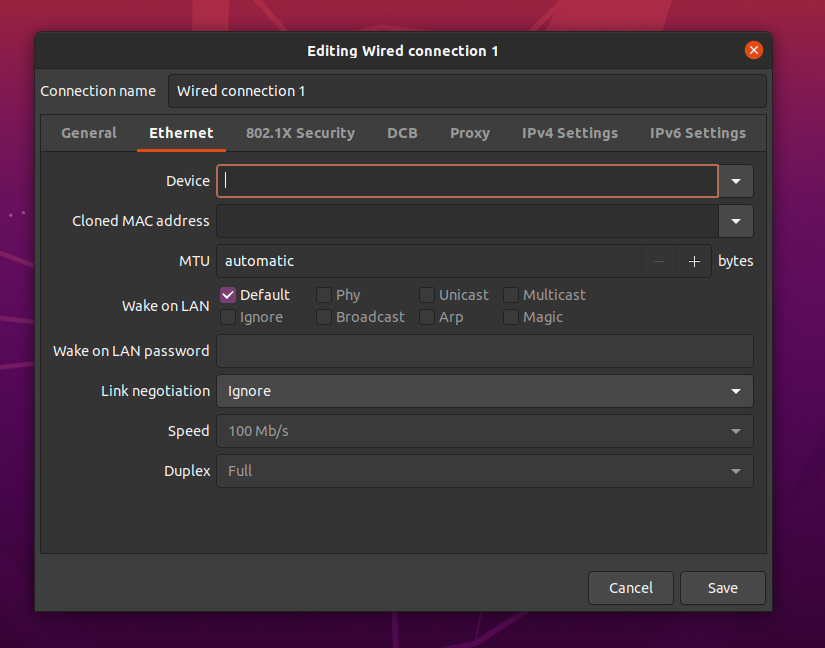 Editing Wired connection 1
Connection name Wired connection 1
General Ethernet 802.1X Security DCB Proxy IPv4 Settings IPv6 Settings
Device
Cloned MAC address
MTU automatic − + bytes
Wake on LAN
Default Phy Unicast Multicast
Ignore Broadcast Arp Magic
Wake on LAN password
Link negotiation Ignore
Speed 100 Mb/s
Duplex Full
Cancel Save